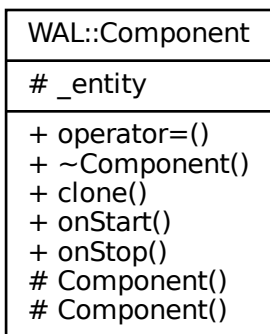 WAL::Component
# _entity
+ operator=()
+ ~Component()
+ clone()
+ onStart()
+ onStop()
# Component()
# Component()